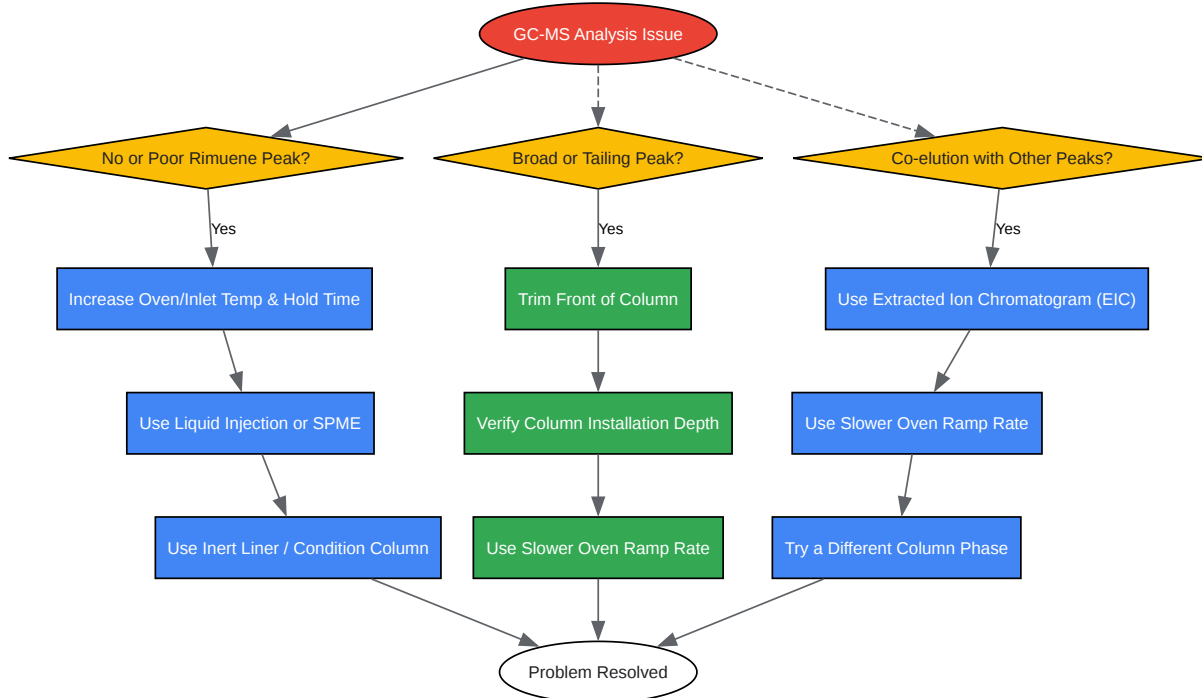 GC-MS Analysis Issue
No or Poor Rimuene Peak?
Broad or Tailing Peak?
Co-elution with Other Peaks?
Yes
Yes
Yes
Increase Oven/Inlet Temp & Hold Time
Trim Front of Column
Use Extracted Ion Chromatogram (EIC)
Use Liquid Injection or SPME
Verify Column Installation Depth
Use Slower Oven Ramp Rate
Use Inert Liner / Condition Column
Use Slower Oven Ramp Rate
Try a Different Column Phase
Problem Resolved